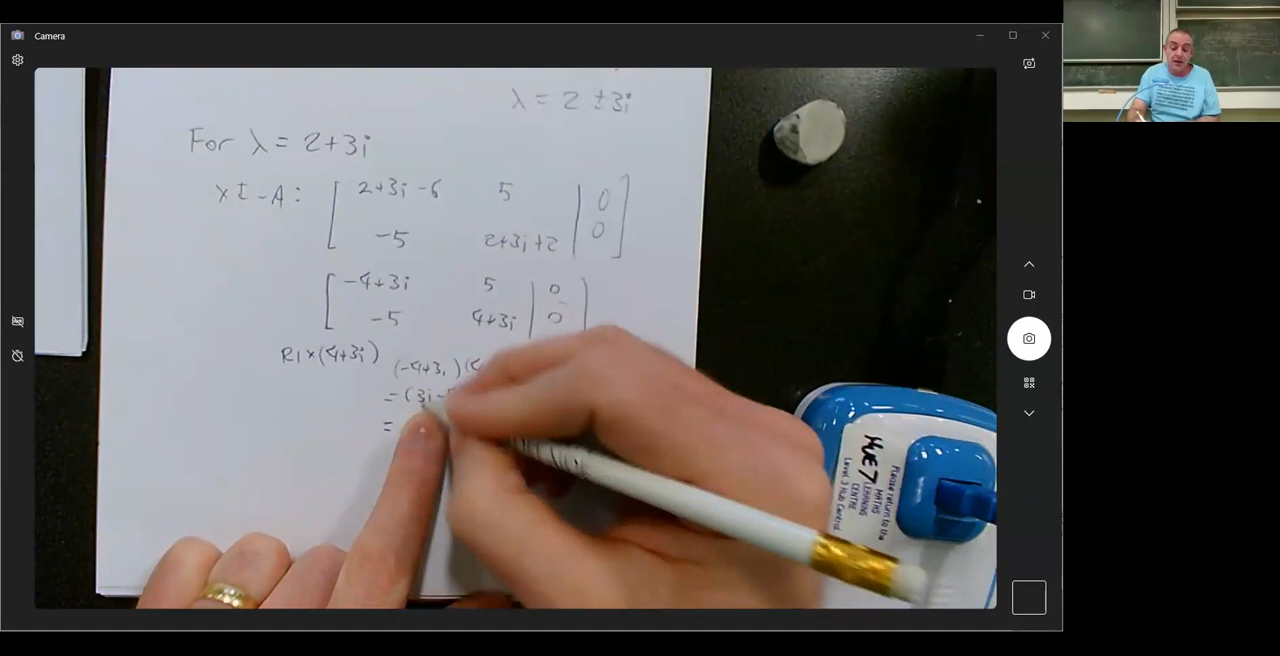 Camera
λ = 2 ± 3i
For λ = 2+3i
λI - A :
2+3i -6 5 0
-5 2+3i+2 0
-4+3i 5 0
-5 4+3i 0
R1×(4+3i) (-4+3i)(4
= (3i-
=
Please return to the
MATHS
LEARNING
CENTRE
Level 3 Hub Central